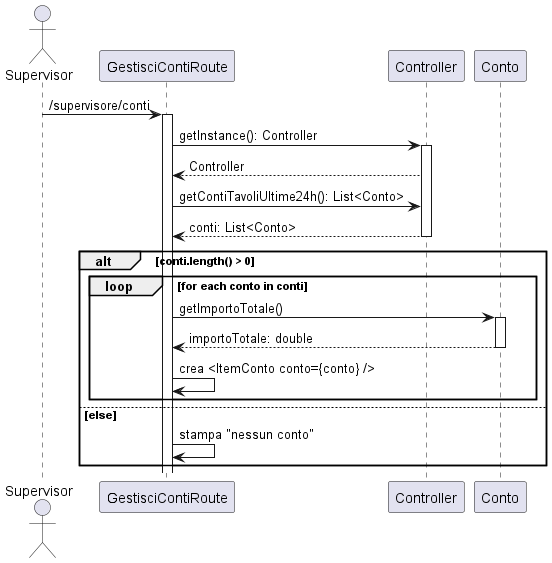 Supervisor
GestisciContiRoute
Controller
Conto
/supervisore/conti
getInstance(): Controller
Controller
getContiTavoliUltime24h(): List<Conto>
conti: List<Conto>
alt
[conti.length() > 0]
loop
[for each conto in conti]
getImportoTotale()
importoTotale: double
crea <ItemConto conto={conto} />
[else]
stampa "nessun conto"
Supervisor
GestisciContiRoute
Controller
Conto